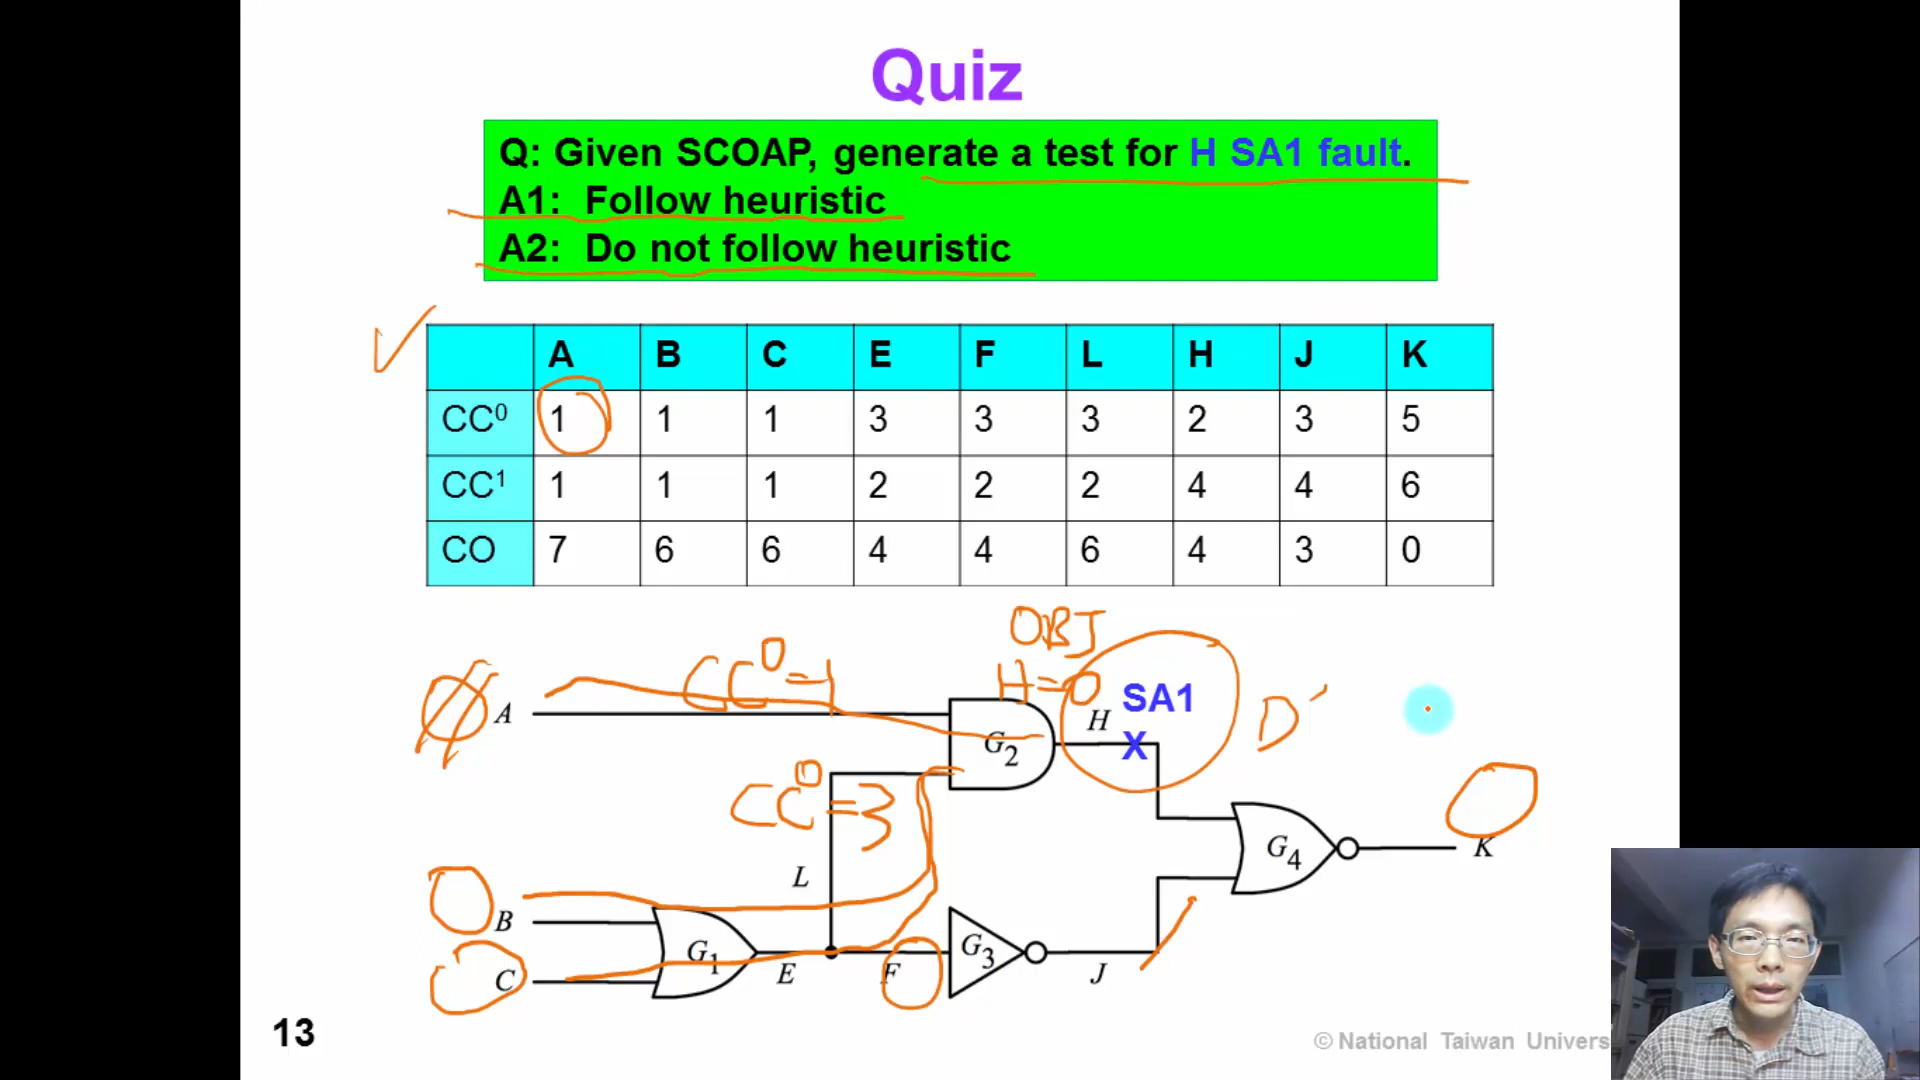 Quiz
Q: Given SCOAP, generate a test for H SA1 fault.
A1: Follow heuristic
A2: Do not follow heuristic
A B C E F L H J K
CC⁰ 1 1 1 3 3 3 2 3 5
CC¹ 1 1 1 2 2 2 4 4 6
CO 7 6 6 4 4 6 4 3 0
OBJ
CC⁰=1
H=0
SA1
D'
A
H
G₂
X
CC⁰=3
G₄
K
L
B
G₁
G₃
C
E
F
J
13
© National Taiwan Univers